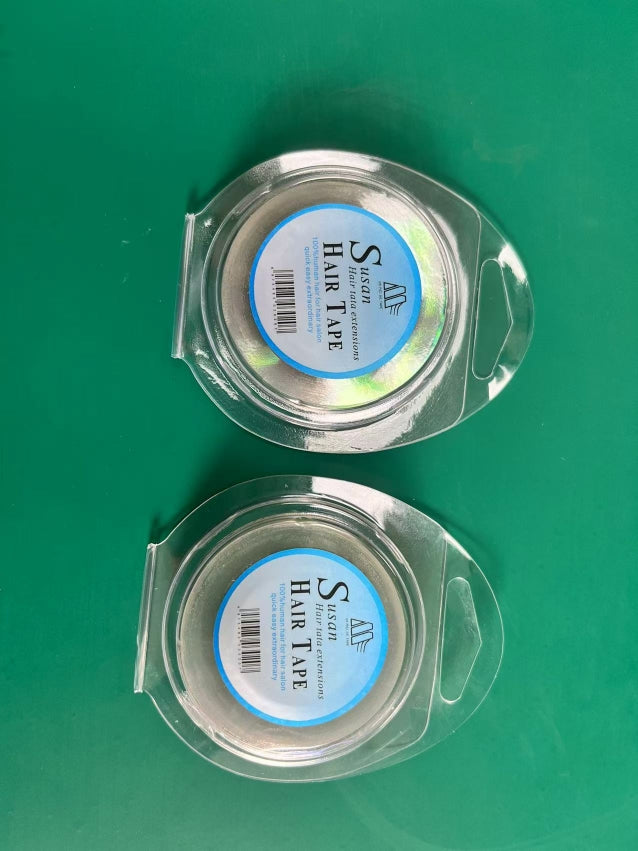 Susan
Hair tata extensions
HAIR TAPE
100%human hair for hair salon
quick easy extraordinary
Susan
Hair tata extensions
HAIR TAPE
100%human hair for hair salon
quick easy extraordinary